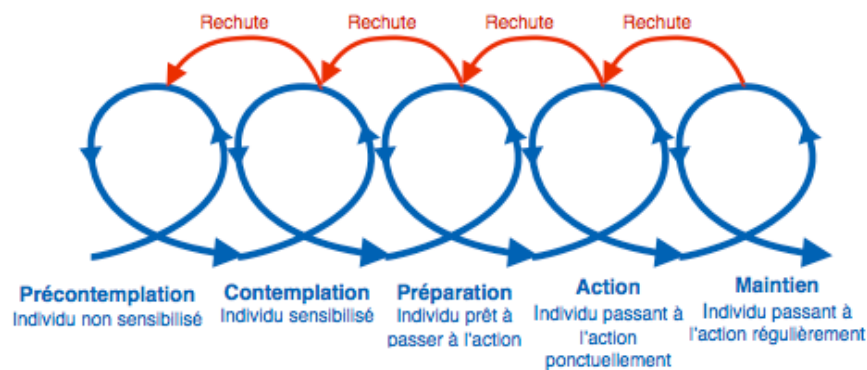 Rechute Rechute Rechute Rechute
Précontemplation
Individu non sensibilisé
Contemplation
Individu sensibilisé
Préparation
Individu prêt à
passer à l'action
Action
Individu passant à
l'action
ponctuellement
Maintien
Individu passant à
l'action régulièrement